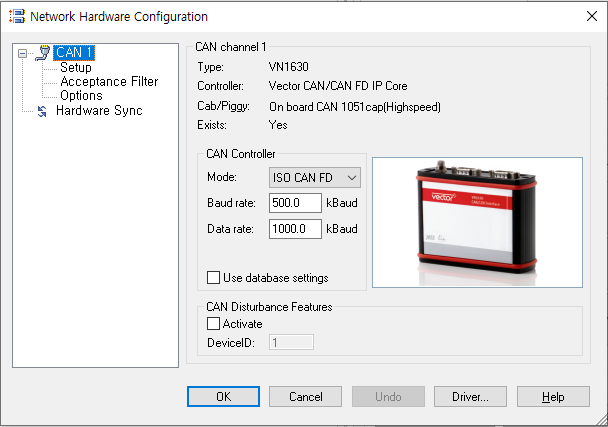 Network Hardware Configuration
CAN 1
Setup
Acceptance Filter
Options
Hardware Sync
CAN channel 1
Type: VN1630
Controller: Vector CAN/CAN FD IP Core
Cab/Piggy: On board CAN 1051cap(Highspeed)
Exists: Yes
CAN Controller
Mode: ISO CAN FD
Baud rate: 500.0 kBaud
Data rate: 1000.0 kBaud
Use database settings
vector
CAN Disturbance Features
Activate
DeviceID: 1
OK Cancel Undo Driver... Help